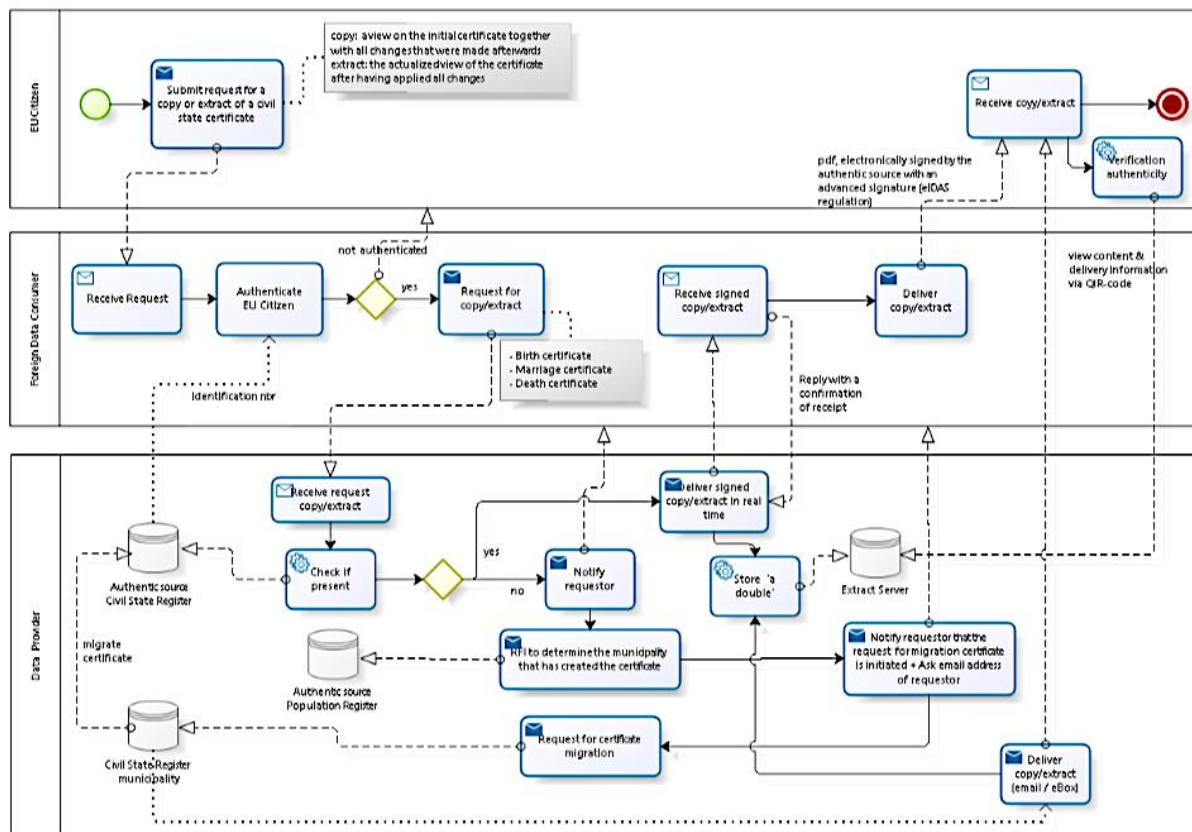 EU Citizen
Submit request for a
copy or extract of a civil
state certificate
copy: a view on the initial certificate together
with all changes that were made afterwards
extract: the actualized view of the certificate
after having applied all changes
Receive coyy/extract
Verification
authenticity
pdf, electronically signed by the
authentic source with an
advanced signature (eIDAS
regulation)
Foreign Data Consumer
Receive Request
Authenticate
EU Citizen
not authenticated
yes
Request for
copy/extract
- Birth certificate
- Marriage certificate
- Death certificate
Identification nbr
Receive signed
copy/extract
Deliver
copy/extract
Reply with a
confirmation
of receipt
view content &
delivery information
via QR-code
Data Provider
Receive request
copy/extract
Check if
present
yes
no
Notify
requestor
Deliver signed
copy/extract in real
time
Store 'a
double'
Extract Server
Authentic source
Civil State Register
migrate
certificate
Authentic source
Population Register
RFI to determine the municipality
that has created the certificate
Notify requestor that the
request for migration certificate
is initiated + Ask email address
of requestor
Civil State Register
municipality
Request for certificate
migration
Deliver
copy/extract
(email / eBox)